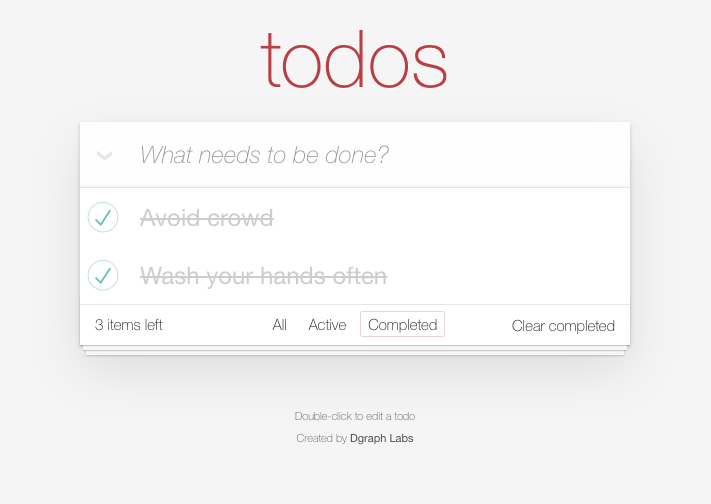 todos
What needs to be done?
Avoid crowd
Wash your hands often
3 items left All Active Completed Clear completed
Double-click to edit a todo
Created by Dgraph Labs